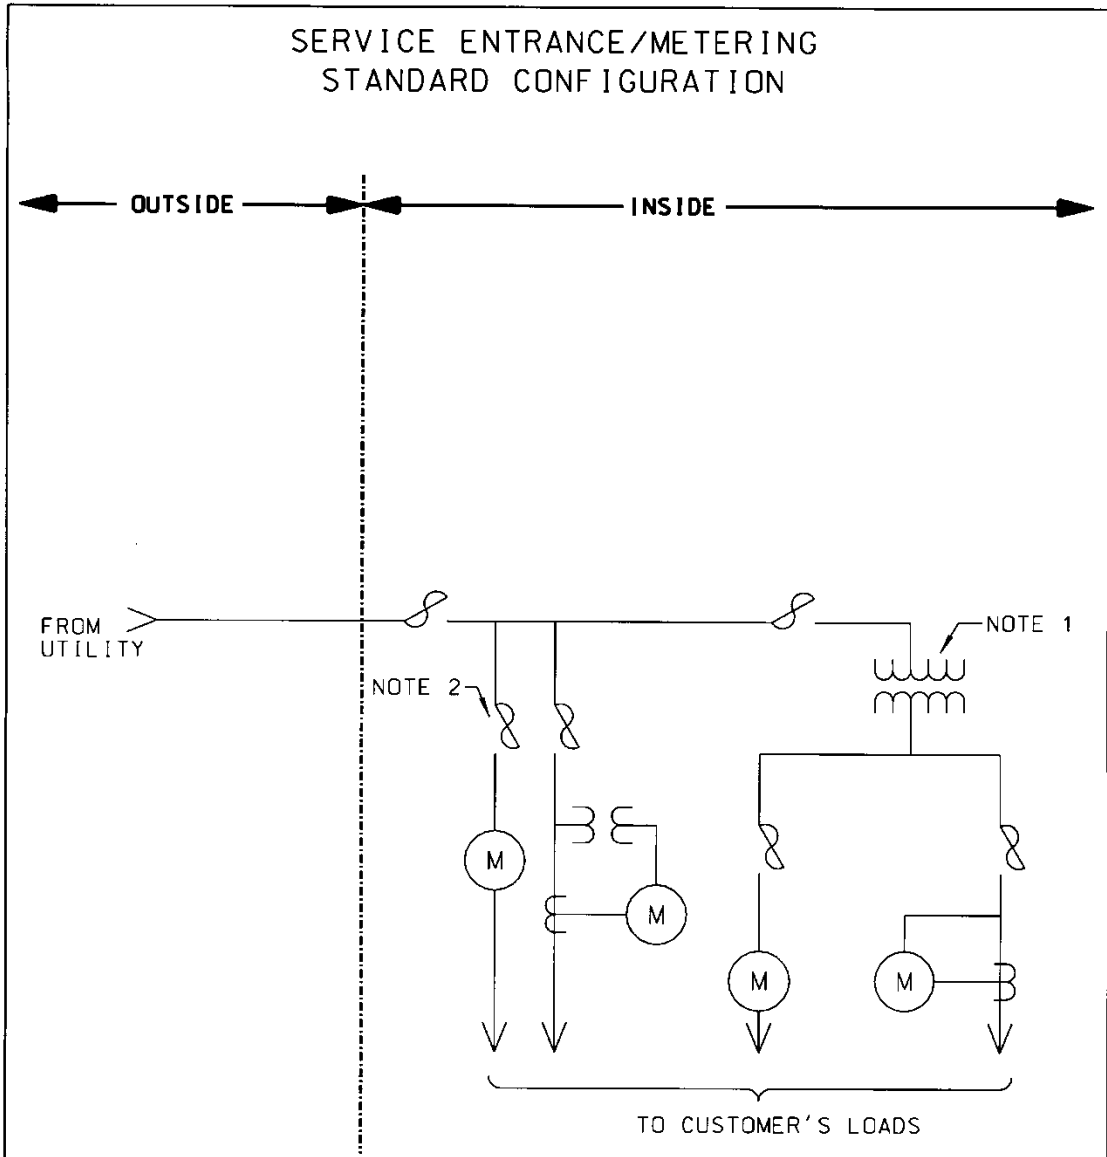 SERVICE ENTRANCE/METERING
STANDARD CONFIGURATION
OUTSIDE
INSIDE
FROM
UTILITY
NOTE 1
NOTE 2
M
M
M
M
TO CUSTOMER'S LOADS